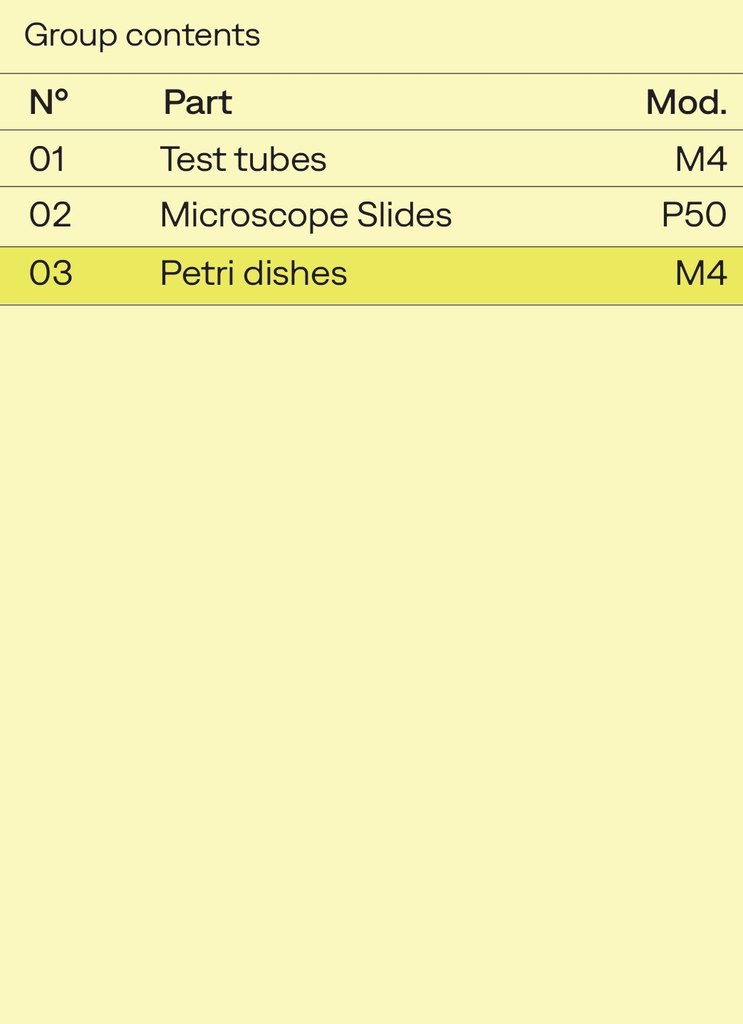 Group contents
N° Part Mod.
01 Test tubes M4
02 Microscope Slides P50
03 Petri dishes M4